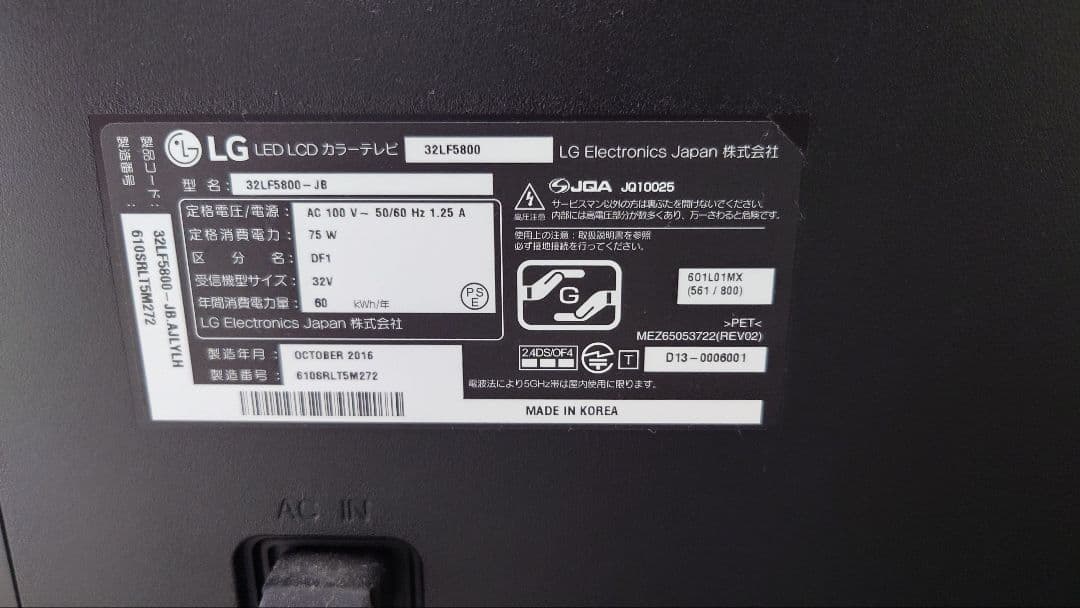 LG LED LCD カラーテレビ 32LF5800 LG Electronics Japan 株式会社
型名: 32LF5800-JB
定格電圧/電源: AC 100 V~ 50/60 Hz 1.25 A
定格消費電力: 75 W
区分名: DF1
受信機型サイズ: 32V
年間消費電力量: 60 kWh/年
PS
E
LG Electronics Japan 株式会社
製造年月: OCTOBER 2016
製造番号: 610SRLT5M272
製品コード: 32LF5800-JB.AJLYLH
製造番号: 610SRLT5M272
高圧注意
JQA JQ10025
サービスマン以外の方は裏ぶたを開けないでください。
内部には高電圧部分が数多くあり、万一さわると危険です。
使用上の注意:取扱説明書を参照
必ず接地接続を行ってください。
G
601L01MX
(561 / 800)
>PET<
MEZ65053722(REV02)
2.4DS/OF4
T D13-0006001
電波法により5GHz帯は屋内使用に限ります。
MADE IN KOREA
AC IN